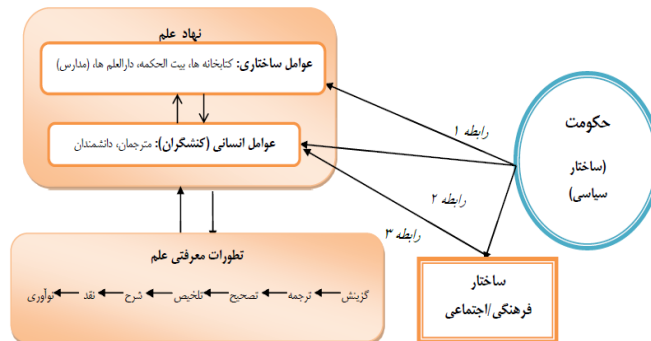 نهاد علم
عوامل ساختاری: کتابخانه ها، بیت الحکمه، دارالعلم ها، (مدارس)
عوامل انسانی (کنشگران): مترجمان، دانشمندان
حکومت
(ساختار
سیاسی)
رابطه ۱
رابطه ۲
رابطه ۳
ساختار
فرهنگی/اجتماعی
تطورات معرفتی علم
گزینش ترجمه تصحیح تلخیص شرح نقد نوآوری